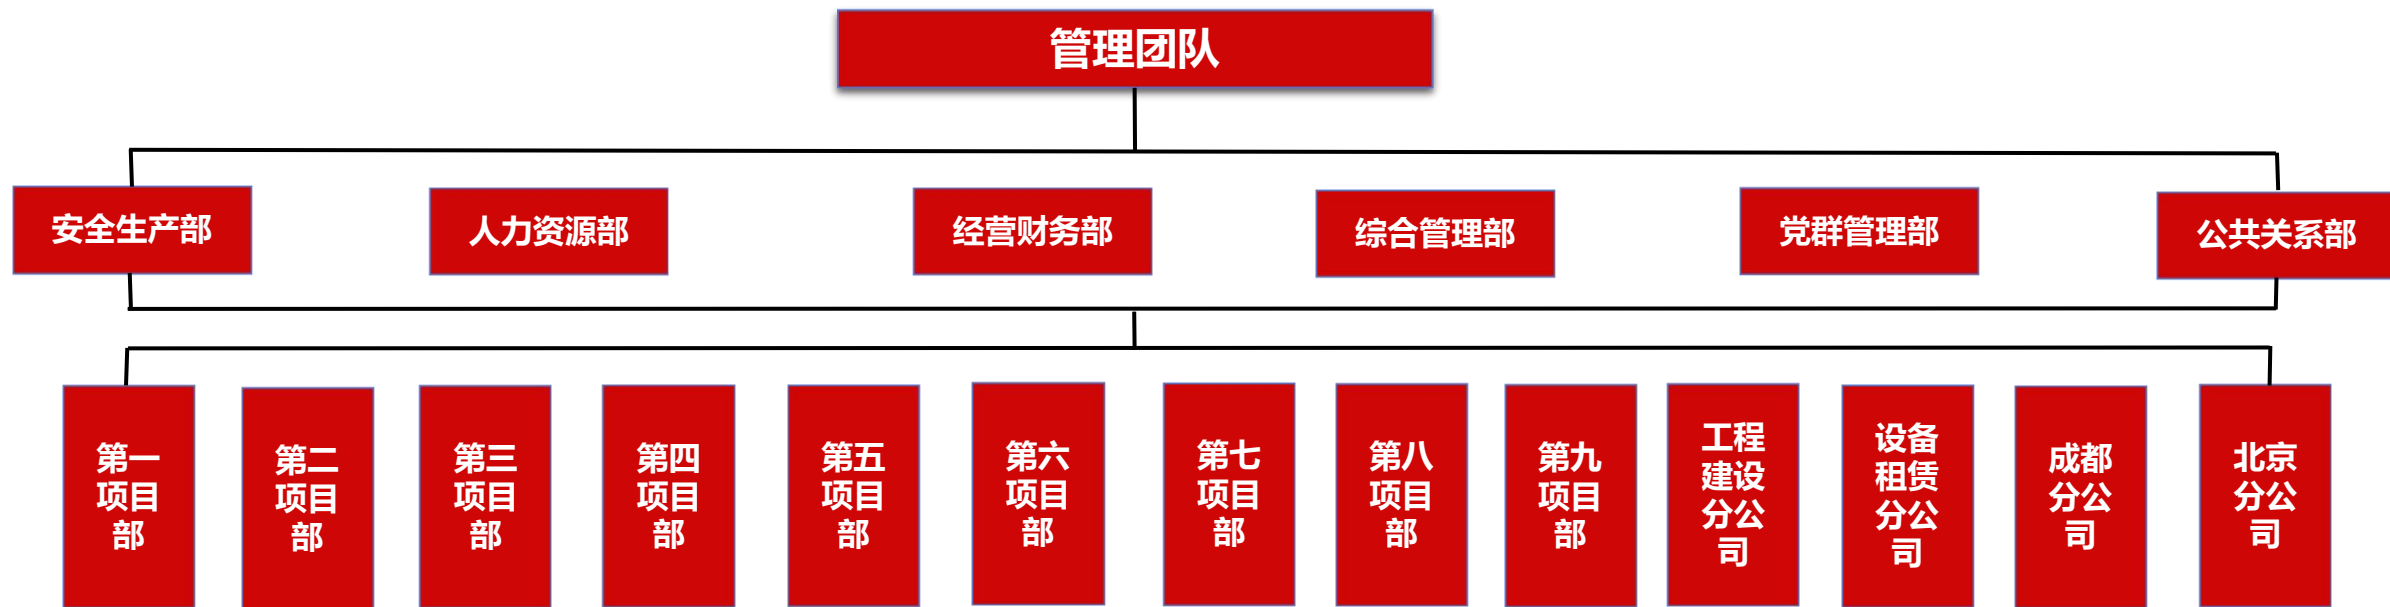 管理团队
安全生产部
人力资源部
经营财务部
综合管理部
党群管理部
公共关系部
第一
项目
部
第二
项目
部
第三
项目
部
第四
项目
部
第五
项目
部
第六
项目
部
第七
项目
部
第八
项目
部
第九
项目
部
工程
建设
分公
司
设备
租赁
分公
司
成都
分公
司
北京
分公
司